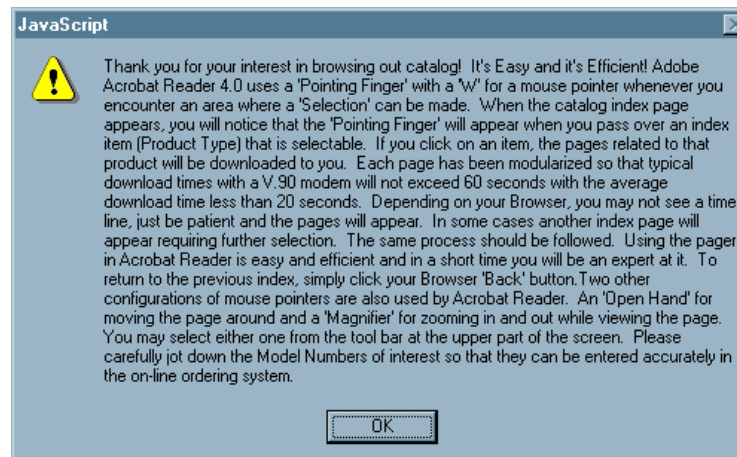 JavaScript
Thank you for your interest in browsing out catalog!  It's Easy and it's Efficient! Adobe
Acrobat Reader 4.0 uses a 'Pointing Finger' with a 'W' for a mouse pointer whenever you
encounter an area where a 'Selection' can be made.  When the catalog index page
appears, you will notice that the 'Pointing Finger' will appear when you pass over an index
item (Product Type) that is selectable.  If you click on an item, the pages related to that
product will be downloaded to you.  Each page has been modularized so that typical
download times with a V.90 modem will not exceed 60 seconds with the average
download time less than 20 seconds.  Depending on your Browser, you may not see a time
line, just be patient and the pages will appear.  In some cases another index page will
appear requiring further selection.  The same process should be followed.  Using the pager
in Acrobat Reader is easy and efficient and in a short time you will be an expert at it.  To
return to the previous index, simply click your Browser 'Back' button.Two other
configurations of mouse pointers are also used by Acrobat Reader.  An 'Open Hand' for
moving the page around and a 'Magnifier' for zooming in and out while viewing the page.
You may select either one from the tool bar at the upper part of the screen.  Please
carefully jot down the Model Numbers of interest so that they can be entered accurately in
the on-line ordering system.
OK